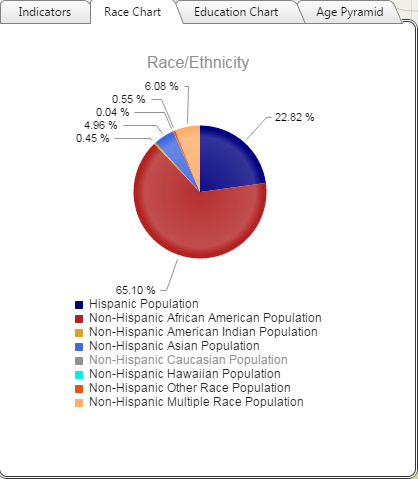 Indicators
Race Chart
Education Chart
Age Pyramid
Race/Ethnicity
6.08 %
0.55 %
0.04 %
4.96 %
0.45 %
22.82 %
65.10 %
Hispanic Population
Non-Hispanic African American Population
Non-Hispanic American Indian Population
Non-Hispanic Asian Population
Non-Hispanic Caucasian Population
Non-Hispanic Hawaiian Population
Non-Hispanic Other Race Population
Non-Hispanic Multiple Race Population